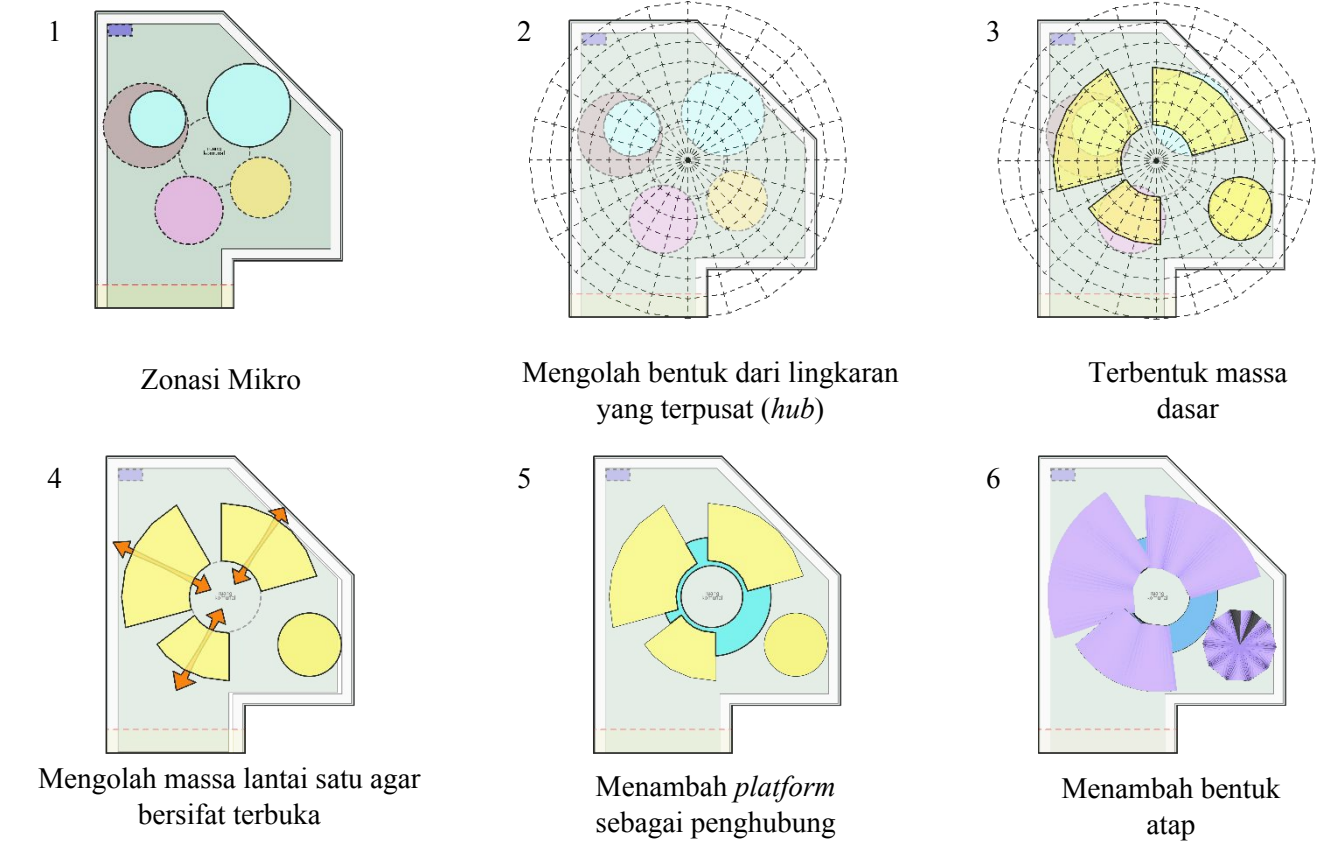 1
2
3
Zonasi Mikro
Mengolah bentuk dari lingkaran
yang terpusat (hub)
Terbentuk massa
dasar
4
5
6
Mengolah massa lantai satu agar
bersifat terbuka
Menambah platform
sebagai penghubung
Menambah bentuk
atap